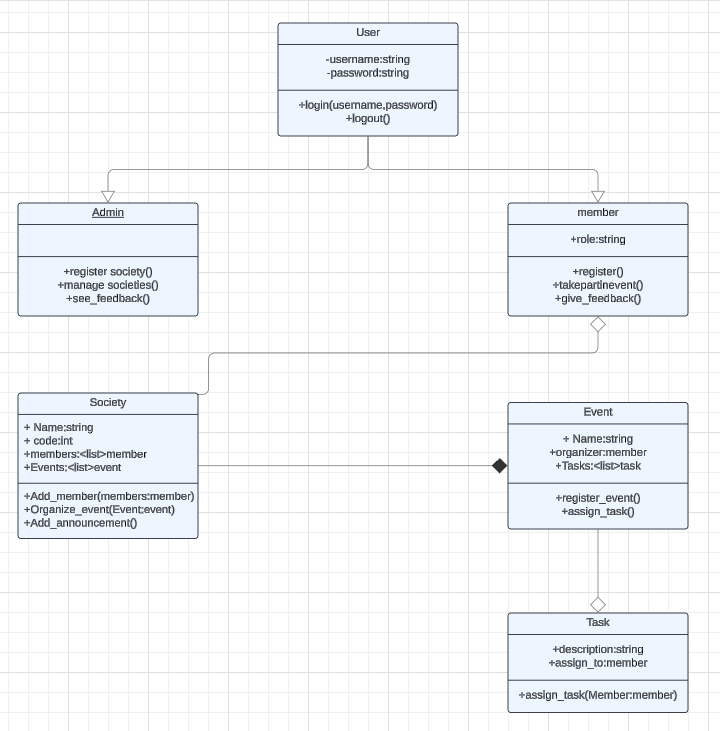 User
-username:string
-password:string
+login(username,password)
+logout()
Admin
+register society()
+manage societies()
+see_feedback()
member
+role:string
+register()
+takepartinevent()
+give_feedback()
Society
+ Name;string
+ code:int
+members:<list>member
+Events;<list>event
+Add_member(members:member)
+Organize_event(Event;event)
+Add_announcement()
Event
+ Name:string
+organizer:member
+Tasks:<list>task
+register_event()
+assign_task()
Task
+description:string
+assign_to:member
+assign_task(Member:member)